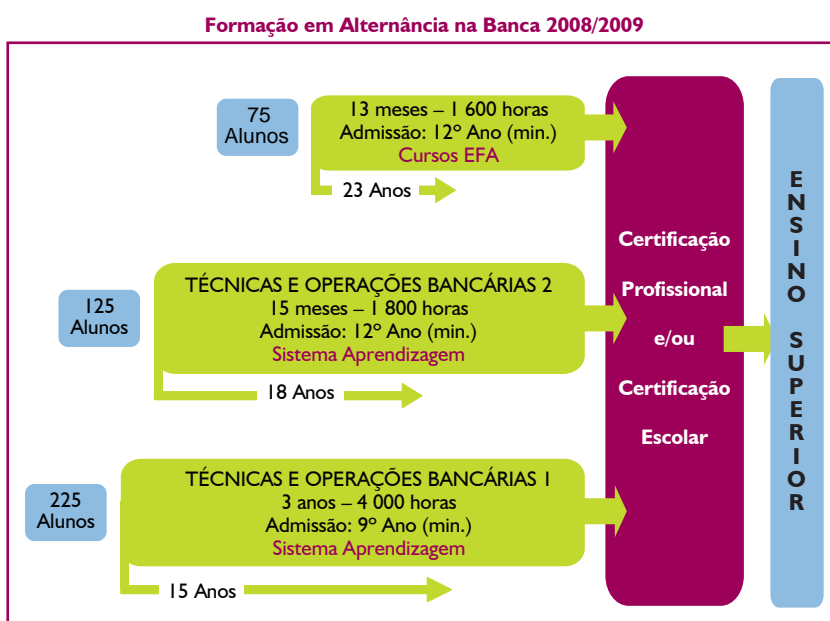 Formação em Alternância na Banca 2008/2009
75
Alunos
13 meses – 1 600 horas
Admissão: 12º Ano (min.)
Cursos EFA
23 Anos
125
Alunos
TÉCNICAS E OPERAÇÕES BANCÁRIAS 2
15 meses – 1 800 horas
Admissão: 12º Ano (min.)
Sistema Aprendizagem
18 Anos
225
Alunos
TÉCNICAS E OPERAÇÕES BANCÁRIAS 1
3 anos – 4 000 horas
Admissão: 9º Ano (min.)
Sistema Aprendizagem
15 Anos
Certificação
Profissional
e/ou
Certificação
Escolar
ENSINO SUPERIOR